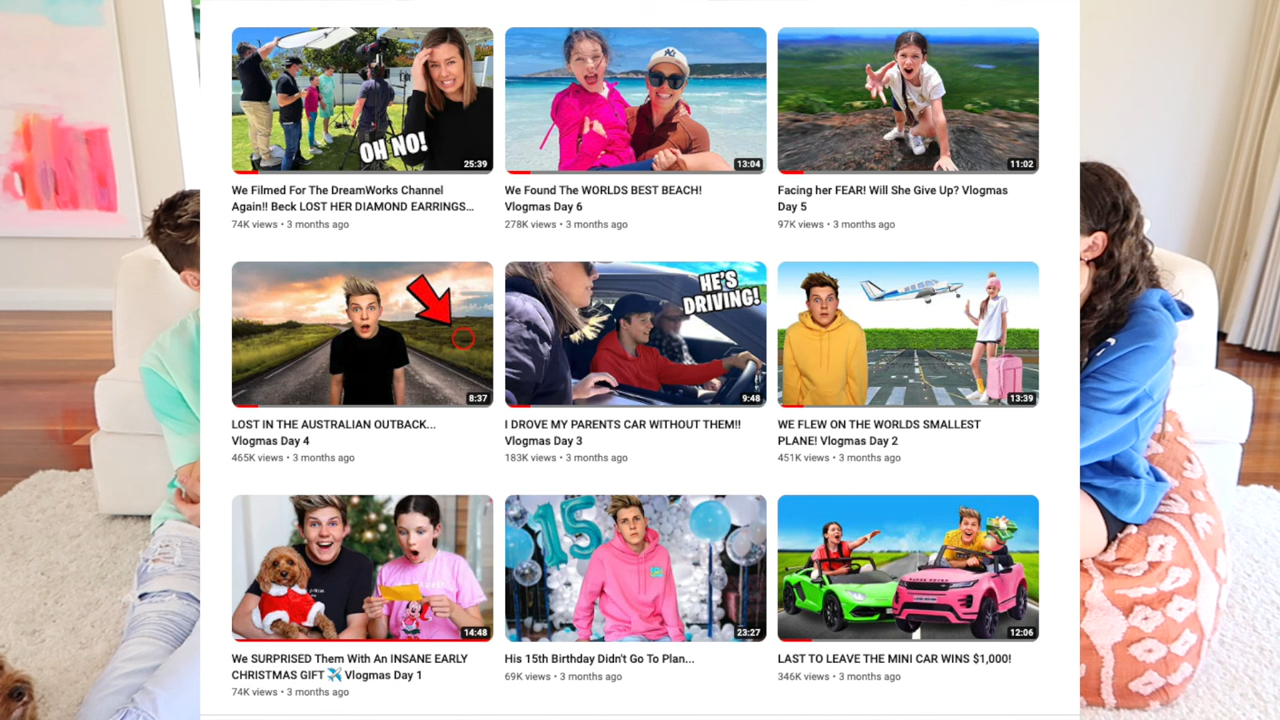 OH NO!
25:39
13:04
11:02
We Filmed For The DreamWorks Channel
Again!! Beck LOST HER DIAMOND EARRINGS...
74K views • 3 months ago
We Found The WORLDS BEST BEACH!
Vlogmas Day 6
278K views • 3 months ago
Facing her FEAR! Will She Give Up? Vlogmas
Day 5
97K views • 3 months ago
8:37
HE'S
DRIVING!
9:48
13:39
LOST IN THE AUSTRALIAN OUTBACK...
Vlogmas Day 4
465K views • 3 months ago
I DROVE MY PARENTS CAR WITHOUT THEM!!
Vlogmas Day 3
183K views • 3 months ago
WE FLEW ON THE WORLDS SMALLEST
PLANE! Vlogmas Day 2
451K views • 3 months ago
14:48
15
23:27
12:06
We SURPRISED Them With An INSANE EARLY
CHRISTMAS GIFT ✈️ Vlogmas Day 1
74K views • 3 months ago
His 15th Birthday Didn't Go To Plan...
69K views • 3 months ago
LAST TO LEAVE THE MINI CAR WINS $1,000!
346K views • 3 months ago